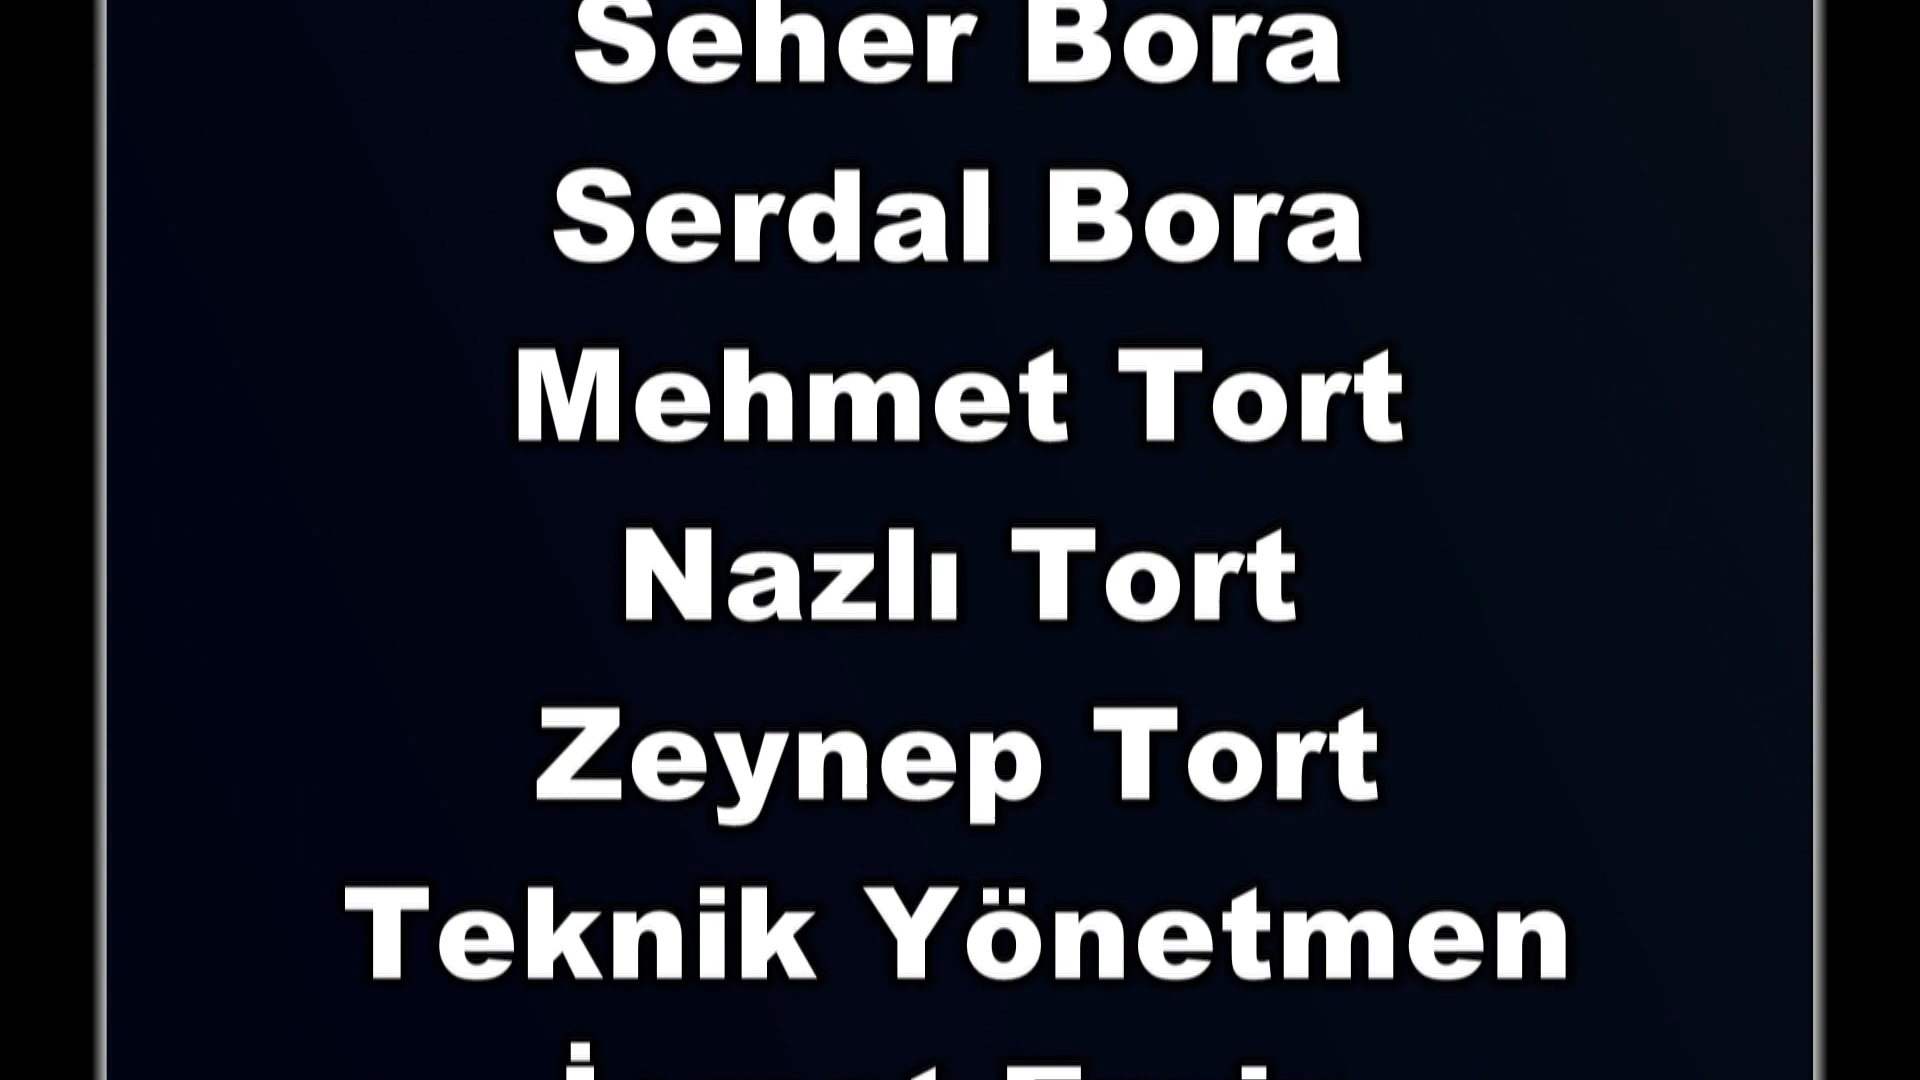 Seher Bora
Serdal Bora
Mehmet Tort
Nazlı Tort
Zeynep Tort
Teknik Yönetmen